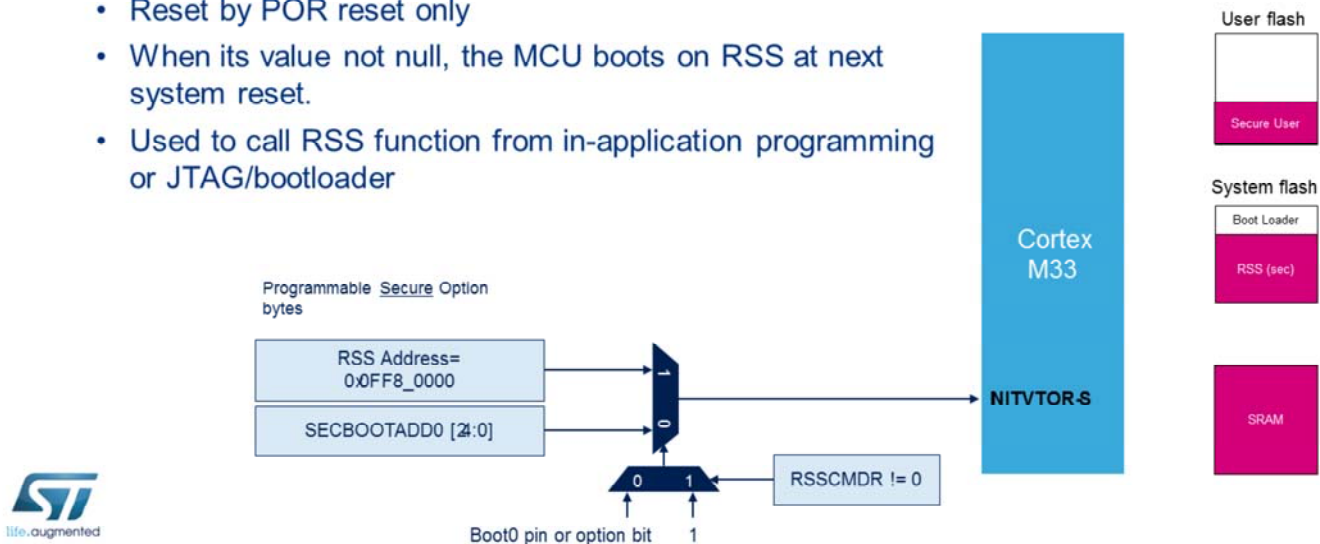 • Reset by POR reset only
• When its value not null, the MCU boots on RSS at next
system reset.
• Used to call RSS function from in-application programming
or JTAG/bootloader
Programmable Secure Option
bytes
RSS Address=
0x0FF8_0000
SECBOOTADD0 [24:0]
1
0
0 1
RSSCMDR != 0
Boot0 pin or option bit 1
Cortex
M33
NITVTOR-S
User flash
Secure User
System flash
Boot Loader
RSS (sec)
SRAM
ST
life.augmented